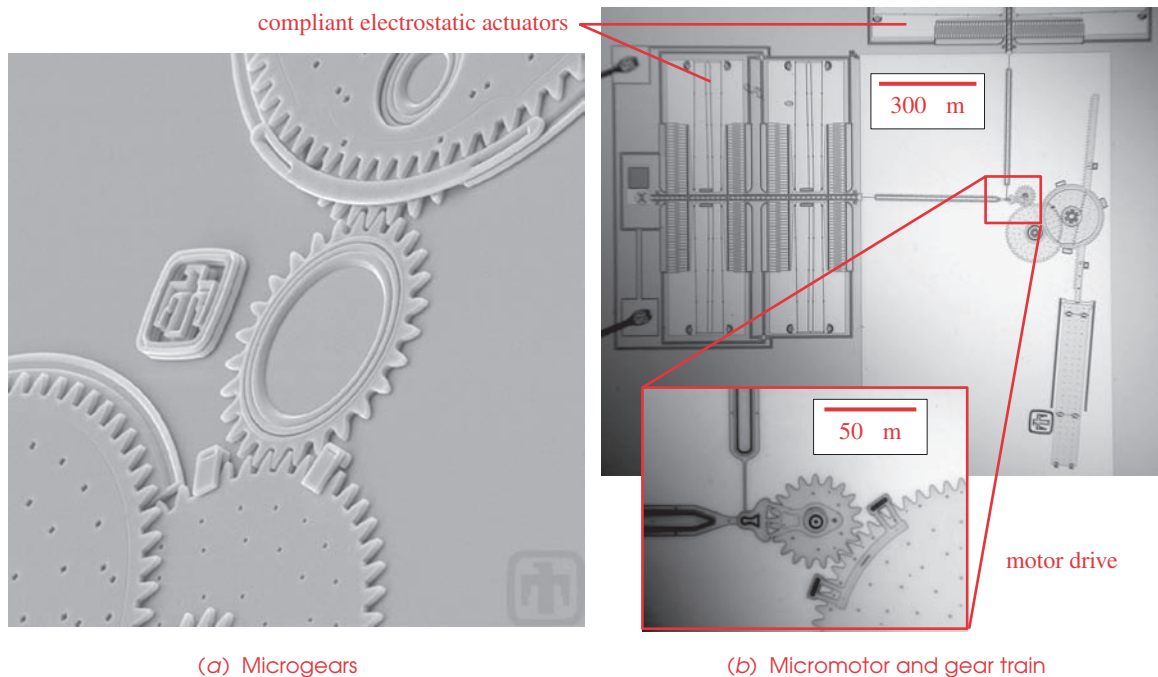 compliant electrostatic actuators
300 m
50 m
motor drive
(a) Microgears
(b) Micromotor and gear train